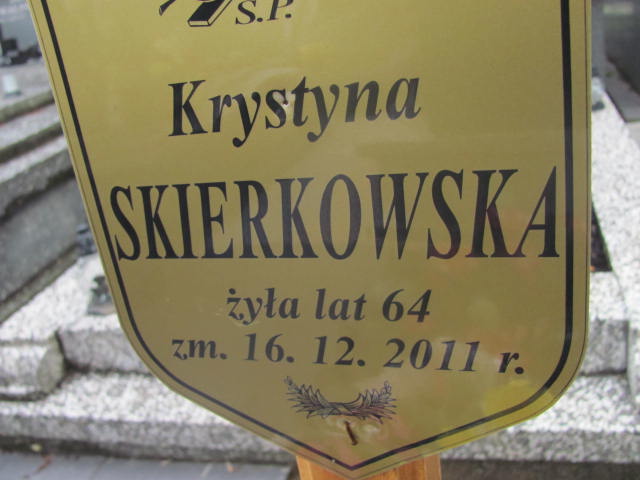 S.P.
Krystyna
SKIERKOWSKA
żyła lat 64
zm. 16. 12. 2011 r.